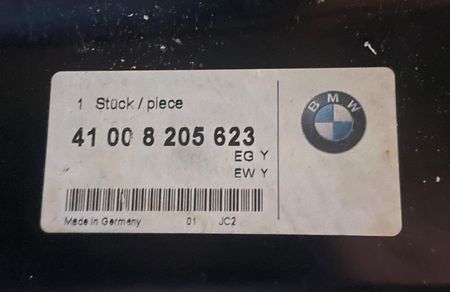 1 Stück / piece
BMW
41 00 8 205 623
EG Y
EW Y
Made in Germany 01 JC2